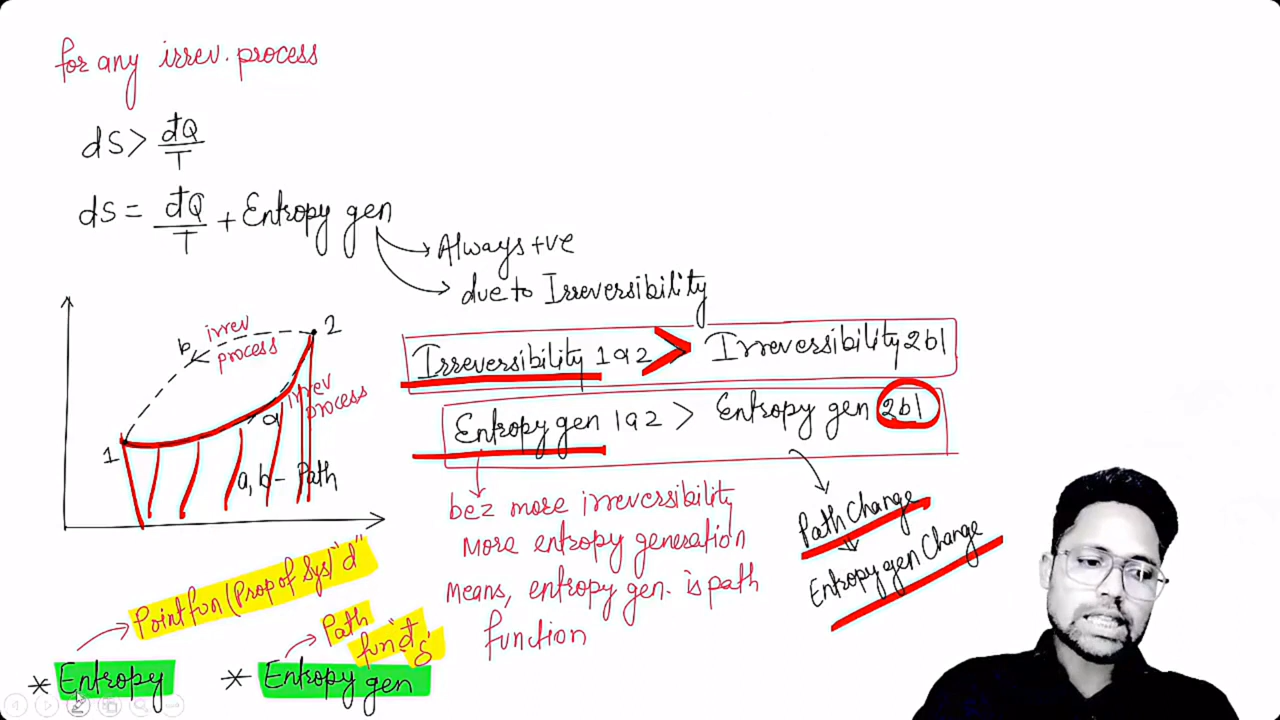 for any irrev. process
dS > đQ/T
dS = đQ/T + Entropy gen
Always +ve
due to Irreversibility
2
b
irrev
process
Irreversibility 1a2 > Irreversibility 2b1
irrev
process
a
Entropy gen 1a2 > Entropy gen 2b1
1
a, b - Path
bez more irreversibility
more entropy generation
means, entropy gen. is path
function
Path Change
Entropy gen Change
Point fun (Prop of Sys) "d"
Path
* Entropy
* Entropy gen